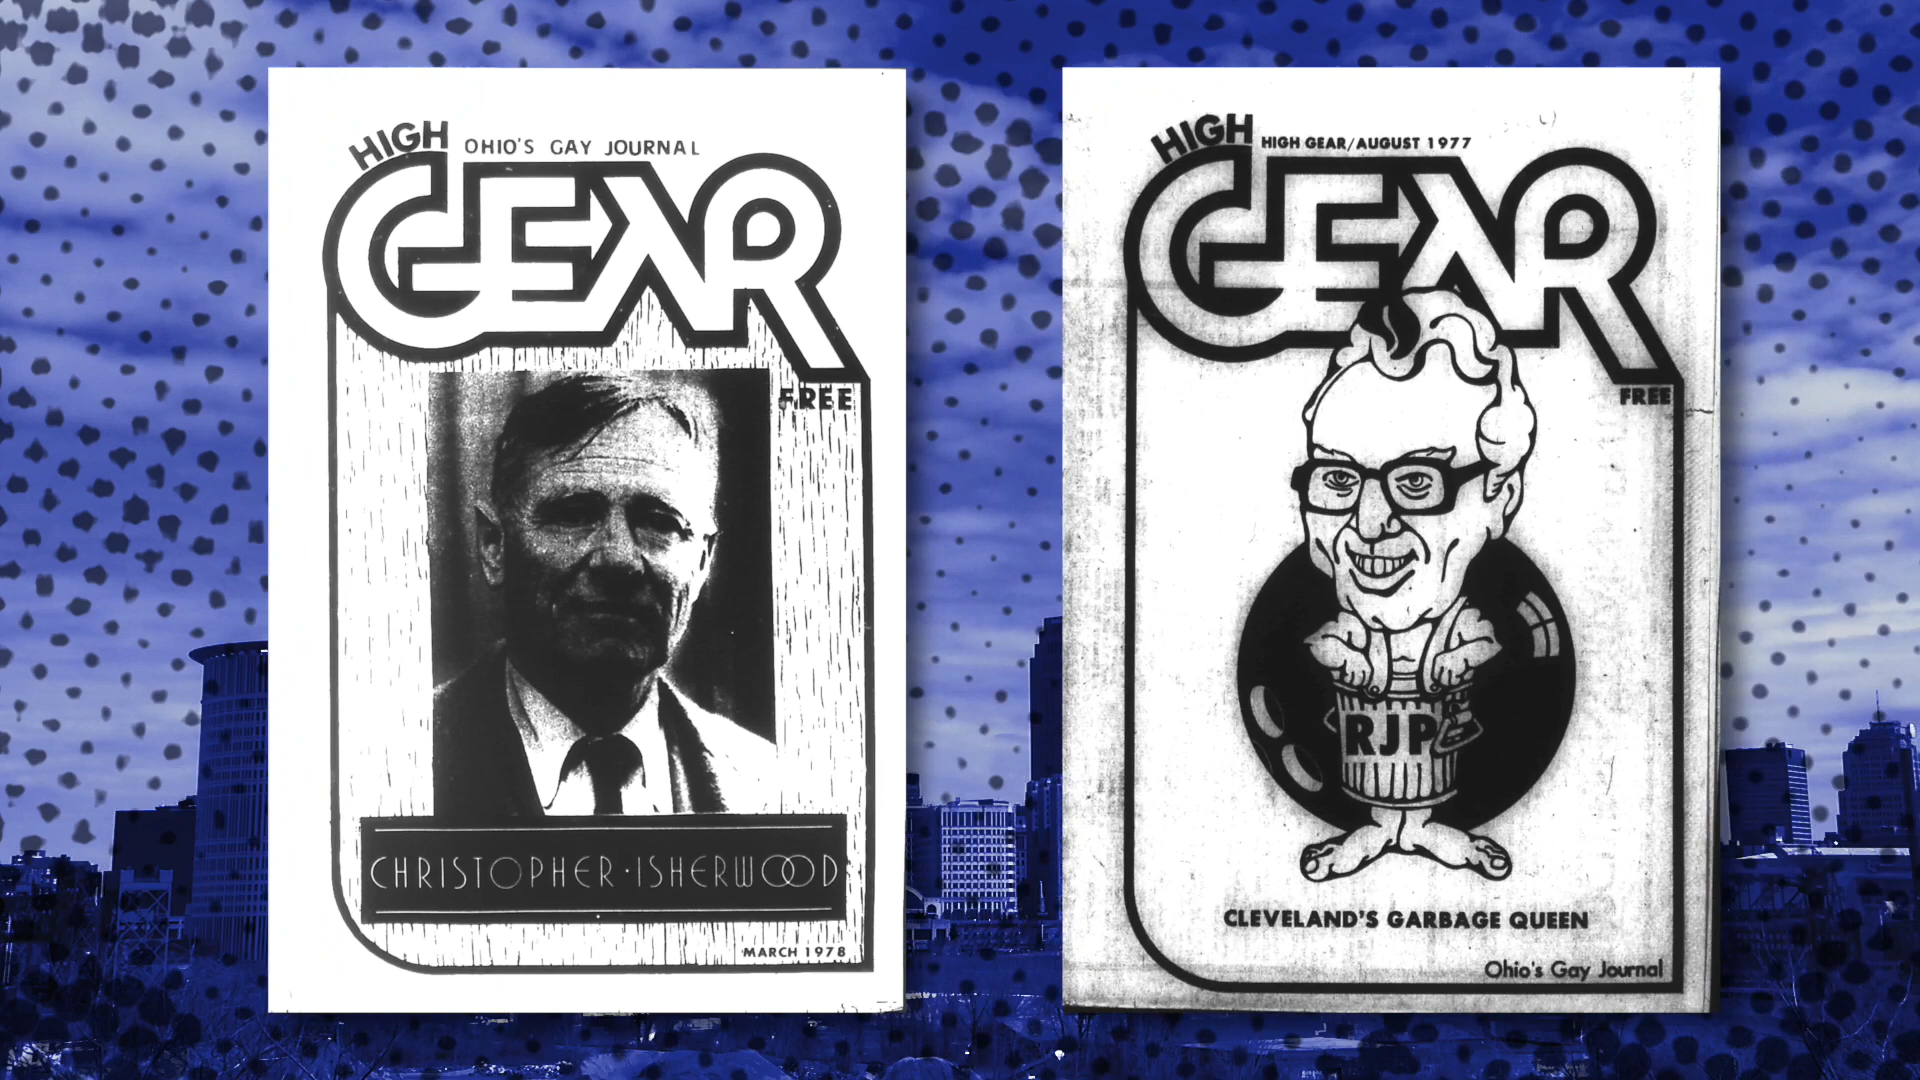 HIGH
OHIO'S GAY JOURNAL
GEAR
FREE
CHRISTOPHER·ISHERWOOD
MARCH 1978
HIGH
HIGH GEAR/AUGUST 1977
GEAR
FREE
RJP
CLEVELAND'S GARBAGE QUEEN
Ohio's Gay Journal